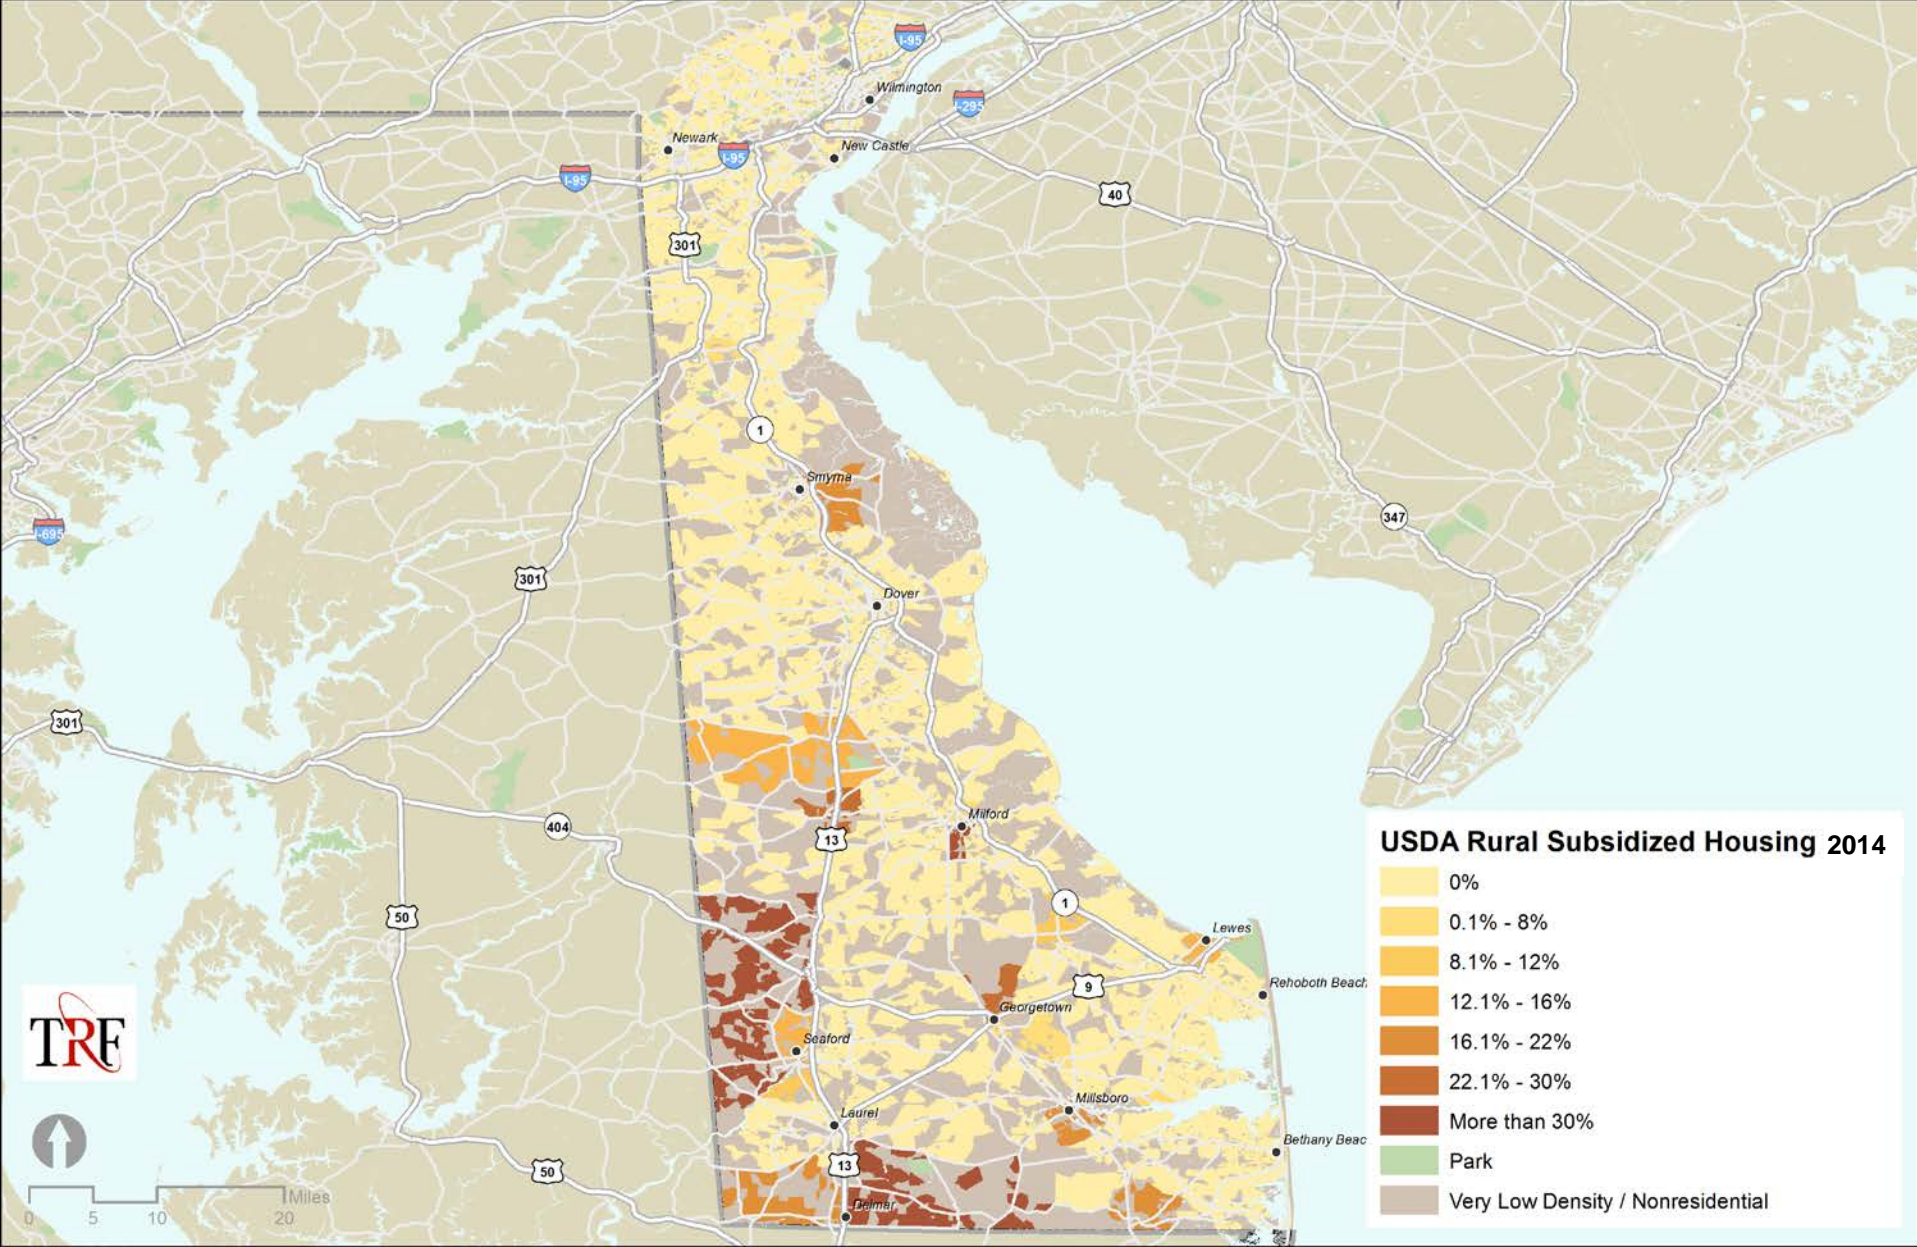 I-95
Wilmington
I-295
Newark
I-95
New Castle
I-95
40
301
1
Smyrna
347
I-695
301
Dover
301
Milford
404
13
USDA Rural Subsidized Housing 2014
0%
0.1% - 8%
8.1% - 12%
12.1% - 16%
16.1% - 22%
22.1% - 30%
More than 30%
Park
Very Low Density / Nonresidential
1
50
Lewes
9
Rehoboth Beach
Georgetown
TRF
Seaford
Millsboro
Laurel
Bethany Beac
13
50
Delmar
Miles
0 5 10 20